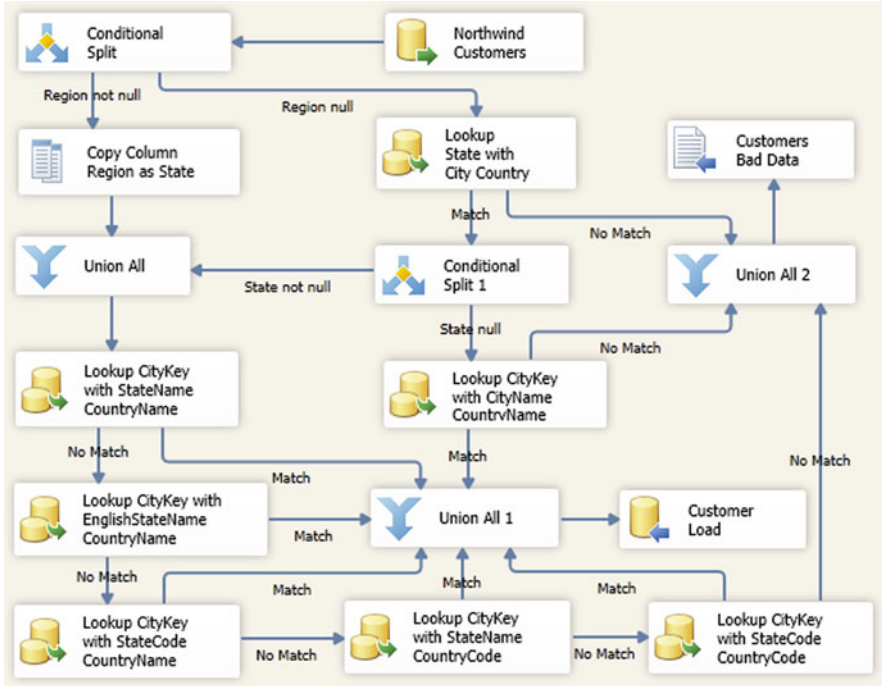 Conditional
Split
Northwind
Customers
Region not null
Region null
Copy Column
Region as State
Lookup
State with
City Country
Customers
Bad Data
Match
No Match
Union All
State not null
Conditional
Split 1
Union All 2
State null
No Match
Lookup CityKey
with StateName
CountryName
Lookup CityKey
with CityName
CountryName
No Match
Match
Match
No Match
Lookup CityKey with
EnglishStateName
CountryName
Match
Union All 1
Customer
Load
No Match
Match
Match
Match
Lookup CityKey
with StateCode
CountryName
No Match
Lookup CityKey
with StateName
CountryCode
No Match
Lookup CityKey
with StateCode
CountryCode